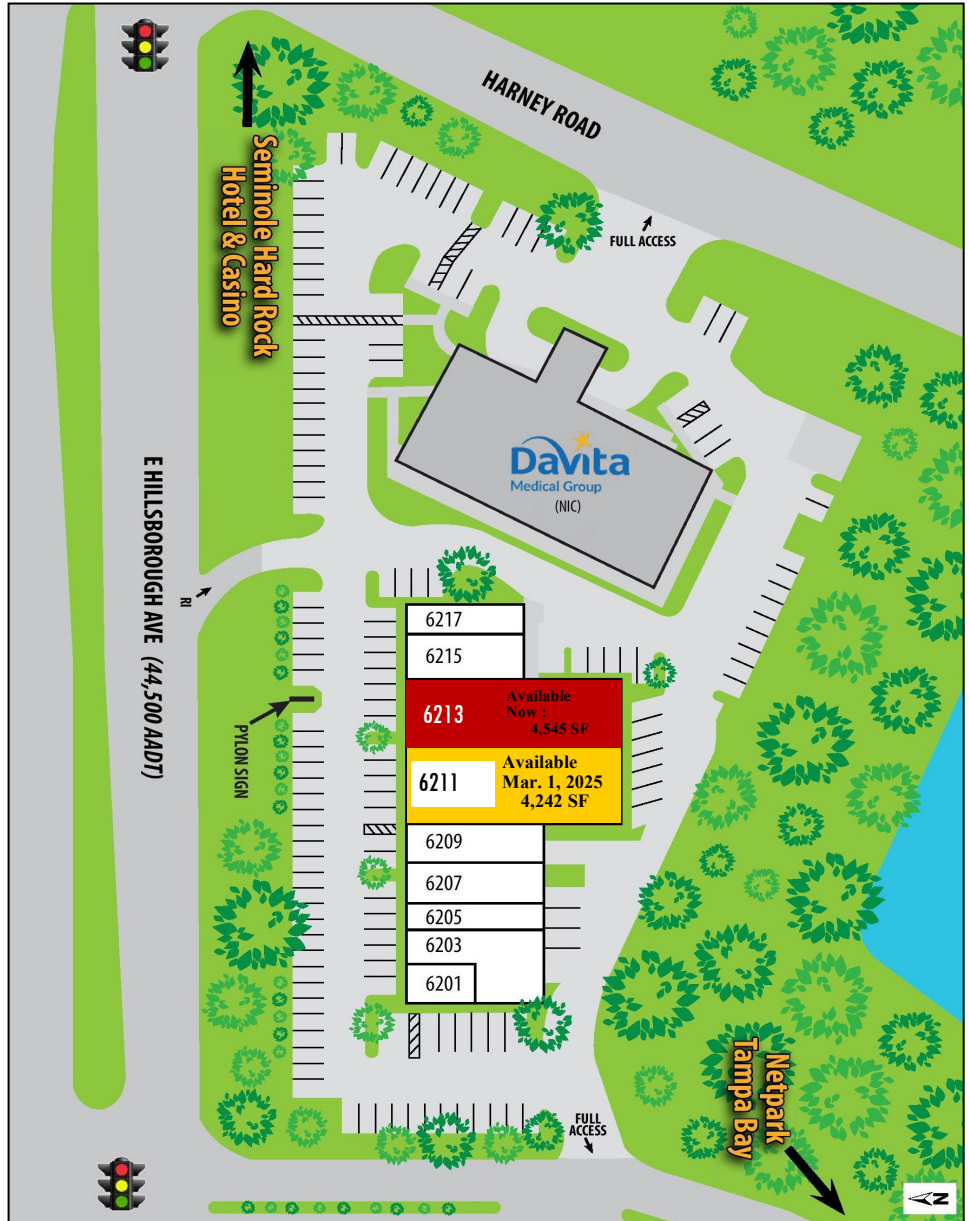 HARNEY ROAD
Seminole Hard Rock
Hotel & Casino
FULL ACCESS
DaVita
Medical Group
(NIC)
E HILLSBOROUGH AVE (44,500 AADT)
RI
PYLON SIGN
6217
6215
6213
Available
Now :
4,545 SF
6211
Available
Mar. 1, 2025
4,242 SF
6209
6207
6205
6203
6201
Netpark
Tampa Bay
FULL
ACCESS
N